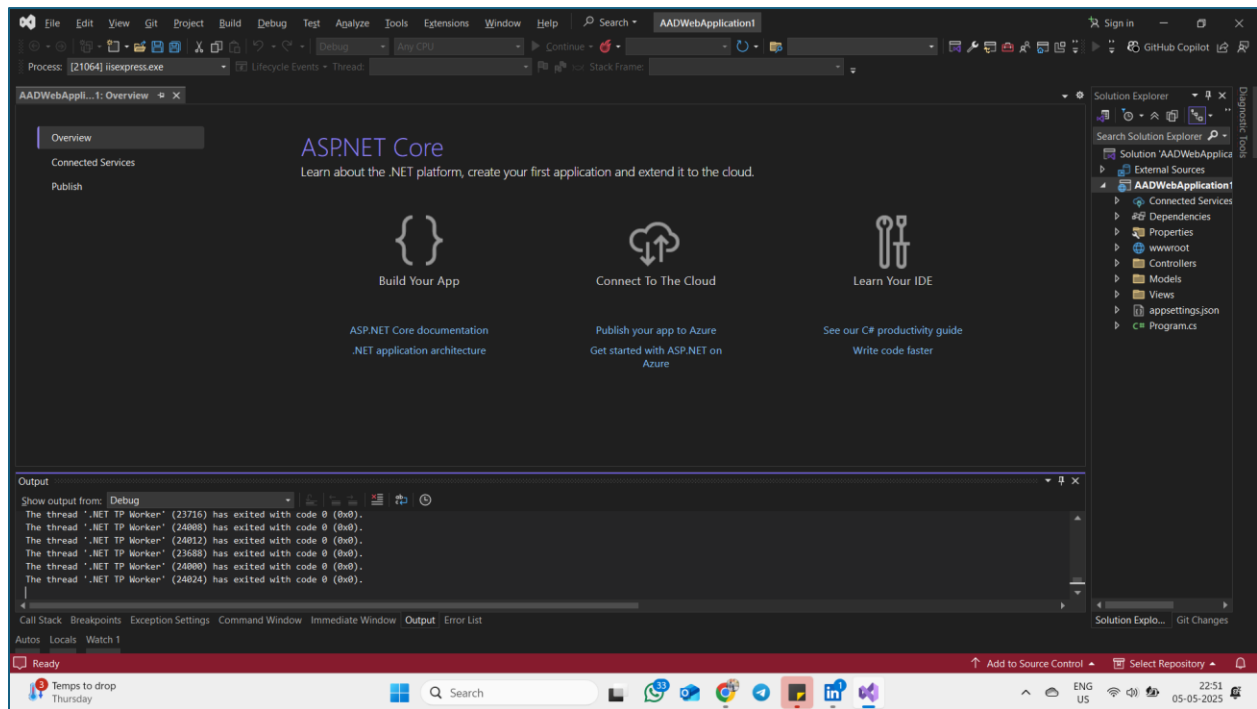 File Edit View Git Project Build Debug Test Analyze Tools Extensions Window Help Search AADWebApplication1 Sign in
Debug Any CPU Continue GitHub Copilot
Process: [21064] iisexpress.exe Lifecycle Events Thread: Stack Frame:
AADWebAppli...1: Overview
Overview
Connected Services
Publish
ASP.NET Core
Learn about the .NET platform, create your first application and extend it to the cloud.
Build Your App
Connect To The Cloud
Learn Your IDE
ASP.NET Core documentation
.NET application architecture
Publish your app to Azure
Get started with ASP.NET on
Azure
See our C# productivity guide
Write code faster
Solution Explorer
Search Solution Explorer
Solution 'AADWebApplica
External Sources
AADWebApplication1
Connected Services
Dependencies
Properties
wwwroot
Controllers
Models
Views
appsettings.json
C# Program.cs
Diagnostic Tools
Output
Show output from: Debug
The thread '.NET TP Worker' (23716) has exited with code 0 (0x0).
The thread '.NET TP Worker' (24008) has exited with code 0 (0x0).
The thread '.NET TP Worker' (24012) has exited with code 0 (0x0).
The thread '.NET TP Worker' (23688) has exited with code 0 (0x0).
The thread '.NET TP Worker' (24000) has exited with code 0 (0x0).
The thread '.NET TP Worker' (24024) has exited with code 0 (0x0).
Call Stack Breakpoints Exception Settings Command Window Immediate Window Output Error List
Solution Explo... Git Changes
Autos Locals Watch 1
Ready Add to Source Control Select Repository
3 Temps to drop
Thursday
Search
33
1
ENG
US
22:51
05-05-2025